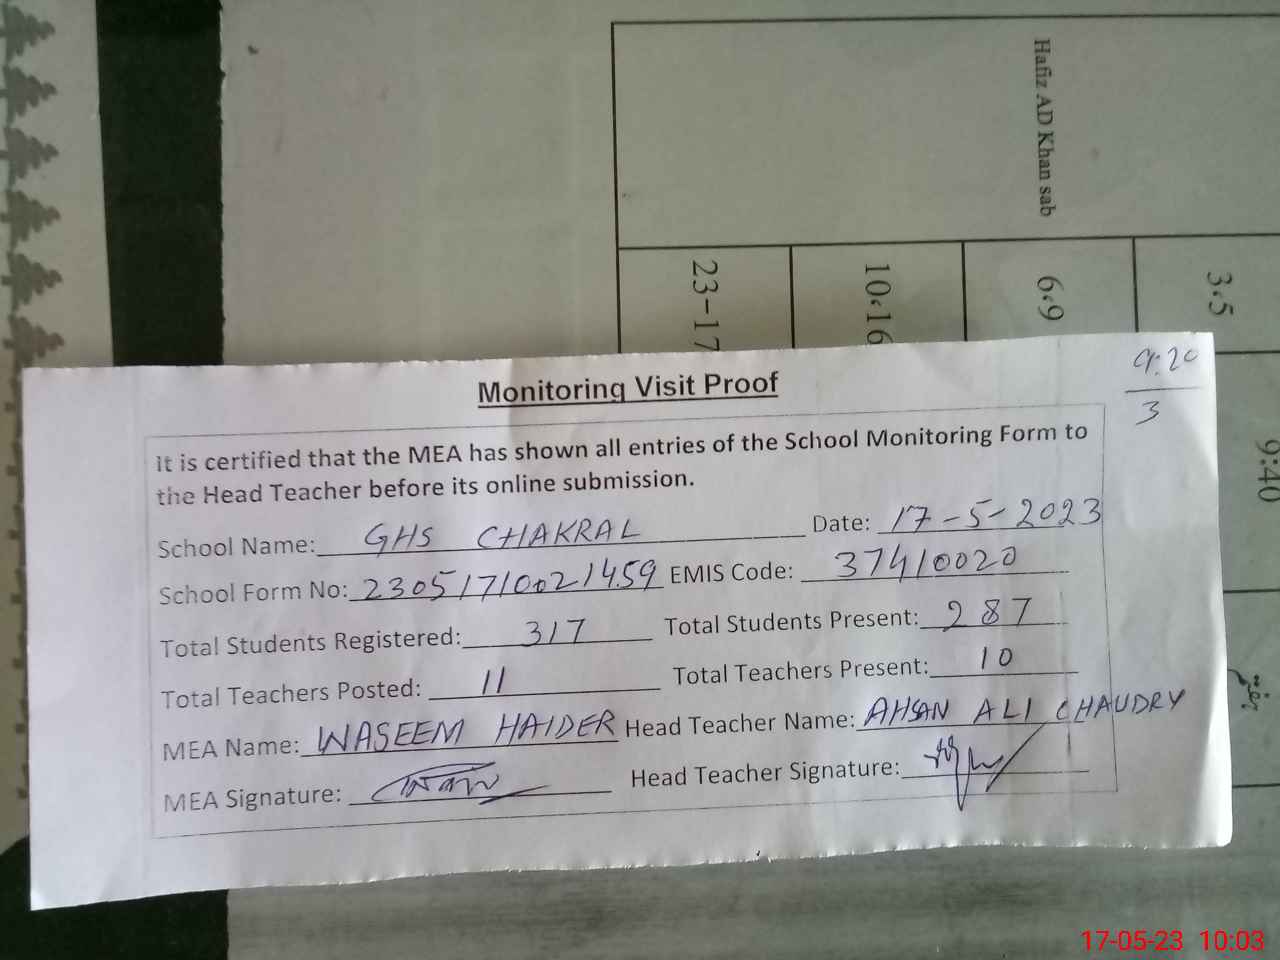 Hafiz AD Khan sab
23-17
10،16
6،9
3،5
9:40
9:20
3
Monitoring Visit Proof
It is certified that the MEA has shown all entries of the School Monitoring Form to
the Head Teacher before its online submission.
School Name: GHS CHAKRAL Date: 17-5-2023
School Form No: 23051710021459 EMIS Code: 37410020
Total Students Registered: 317 Total Students Present: 287
Total Teachers Posted: 11 Total Teachers Present: 10
MEA Name: WASEEM HAIDER Head Teacher Name: AHSAN ALI CHAUDRY
MEA Signature: Head Teacher Signature:
17-05-23 10:03